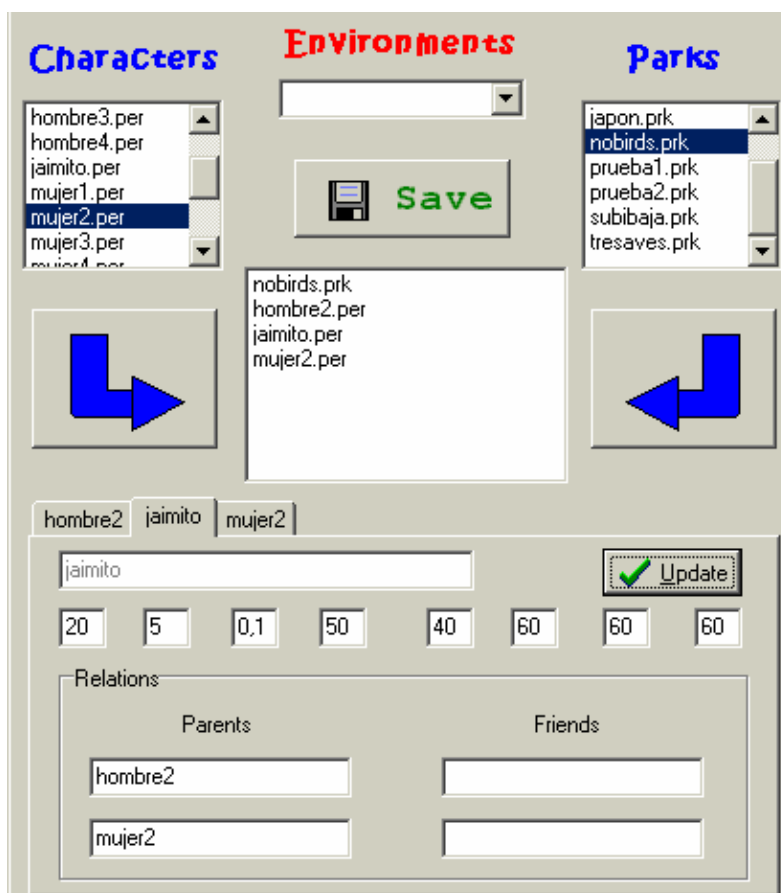 Characters
Environments
Parks
hombre3.per
hombre4.per
jaimito.per
mujer1.per
mujer2.per
mujer3.per
mujer4.per
Save
japon.prk
nobirds.prk
prueba1.prk
prueba2.prk
subibaja.prk
tresaves.prk
nobirds.prk
hombre2.per
jaimito.per
mujer2.per
hombre2 jaimito mujer2
jaimito
Update
20 5 0,1 50 40 60 60 60
Relations
Parents Friends
hombre2
mujer2